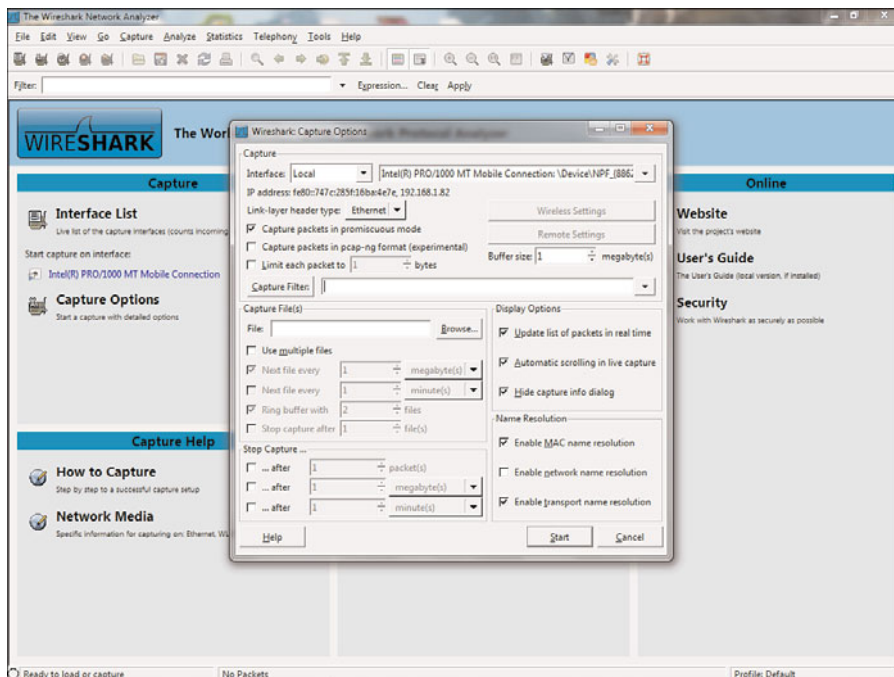 The Wireshark Network Analyzer
File Edit View Go Capture Analyze Statistics Telephony Tools Help
Filter: Expression... Clear Apply
WIRESHARK
The Worl
Capture
Interface List
Live list of the capture interfaces (counts incoming
Start capture on interface:
Intel(R) PRO/1000 MT Mobile Connection
Capture Options
Start a capture with detailed options
Capture Help
How to Capture
Step by step to a successful capture setup
Network Media
Specific information for capturing on: Ethernet, W
Wireshark: Capture Options
Capture
Interface: Local Intel(R) PRO/1000 MT Mobile Connection: \Device\NPF_{8862
IP address: fe80::747c:285f:16ba:4e7e, 192.168.1.82
Link-layer header type: Ethernet
Wireless Settings
Capture packets in promiscuous mode
Remote Settings
Capture packets in pcap-ng format (experimental)
Buffer size: 1 megabyte(s)
Limit each packet to 1 bytes
Capture Filter:
Capture File(s)
File: Browse...
Use multiple files
Next file every 1 megabyte(s)
Next file every 1 minute(s)
Ring buffer with 2 files
Stop capture after 1 file(s)
Stop Capture ...
... after 1 packet(s)
... after 1 megabyte(s)
... after 1 minute(s)
Display Options
Update list of packets in real time
Automatic scrolling in live capture
Hide capture info dialog
Name Resolution
Enable MAC name resolution
Enable network name resolution
Enable transport name resolution
Help Start Cancel
Online
Website
Visit the project's website
User's Guide
The User's Guide (local version, if installed)
Security
Work with Wireshark as securely as possible
Ready to load or capture No Packets Profile: Default